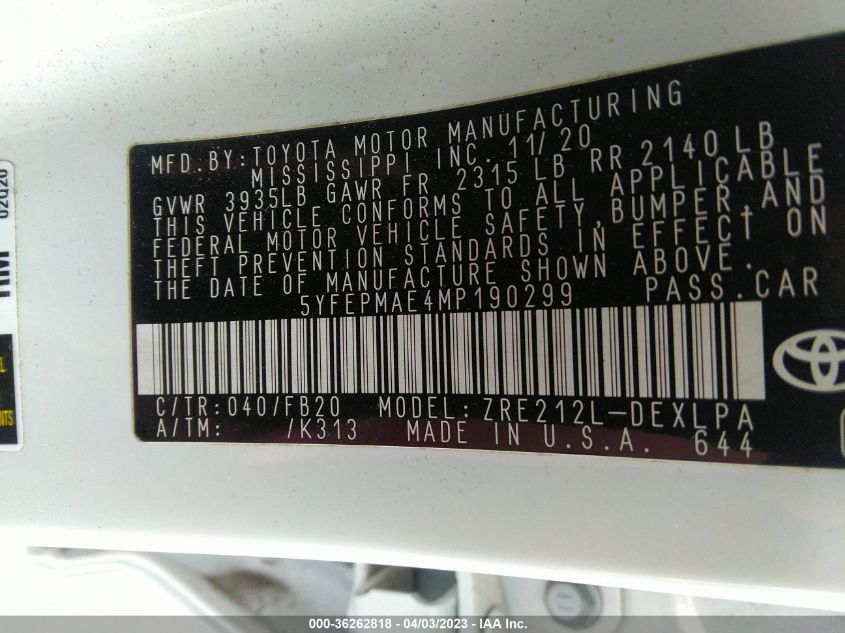 MFD.BY:TOYOTA MOTOR MANUFACTURING
MISSISSIPPI INC. 11/20
GVWR 3935LB GAWR FR 2315 LB RR 2140 LB
THIS VEHICLE CONFORMS TO ALL APPLICABLE
FEDERAL MOTOR VEHICLE SAFETY,BUMPER,AND
THEFT PREVENTION STANDARDS IN EFFECT ON
THE DATE OF MANUFACTURE SHOWN ABOVE.
5YFEPMAE4MP190299 PASS.CAR
C/TR:040/FB20 MODEL:ZRE212L-DEXLPA
A/TM: /K313 MADE IN U.S.A. 644
02Q20
000-36262818 - 04/03/2023 - IAA Inc.